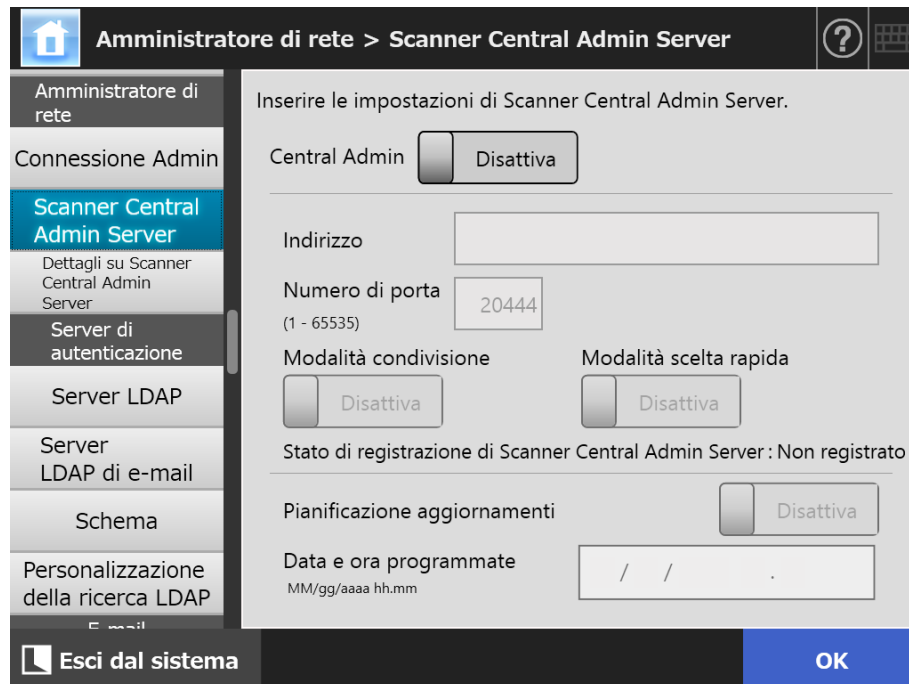 Amministratore di rete > Scanner Central Admin Server
?
Amministratore di
rete
Connessione Admin
Scanner Central
Admin Server
Dettagli su Scanner
Central Admin
Server
Server di
autenticazione
Server LDAP
Server
LDAP di e-mail
Schema
Personalizzazione
della ricerca LDAP
E-mail
Inserire le impostazioni di Scanner Central Admin Server.
Central Admin Disattiva
Indirizzo
Numero di porta 20444
(1 - 65535)
Modalità condivisione Modalità scelta rapida
Disattiva Disattiva
Stato di registrazione di Scanner Central Admin Server : Non registrato
Pianificazione aggiornamenti Disattiva
Data e ora programmate / / .
MM/gg/aaaa hh.mm
Esci dal sistema OK